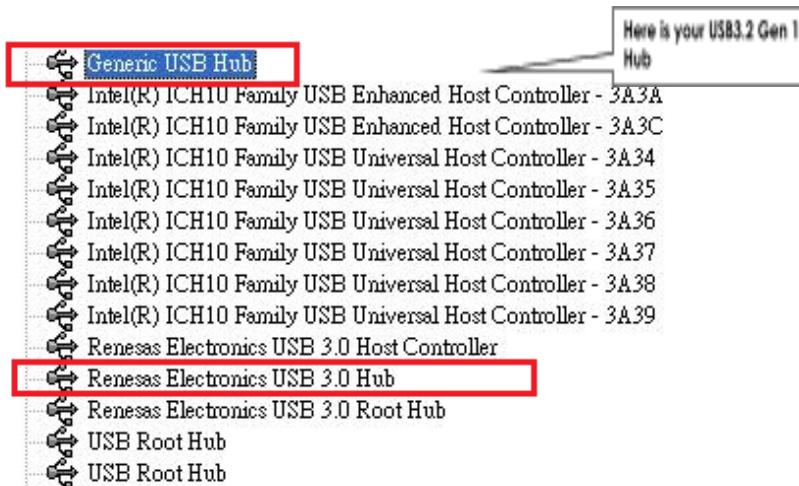 Here is your USB3.2 Gen 1
Hub
Generic USB Hub
Intel(R) ICH10 Family USB Enhanced Host Controller - 3A3A
Intel(R) ICH10 Family USB Enhanced Host Controller - 3A3C
Intel(R) ICH10 Family USB Universal Host Controller - 3A34
Intel(R) ICH10 Family USB Universal Host Controller - 3A35
Intel(R) ICH10 Family USB Universal Host Controller - 3A36
Intel(R) ICH10 Family USB Universal Host Controller - 3A37
Intel(R) ICH10 Family USB Universal Host Controller - 3A38
Intel(R) ICH10 Family USB Universal Host Controller - 3A39
Renesas Electronics USB 3.0 Host Controller
Renesas Electronics USB 3.0 Hub
Renesas Electronics USB 3.0 Root Hub
USB Root Hub
USB Root Hub